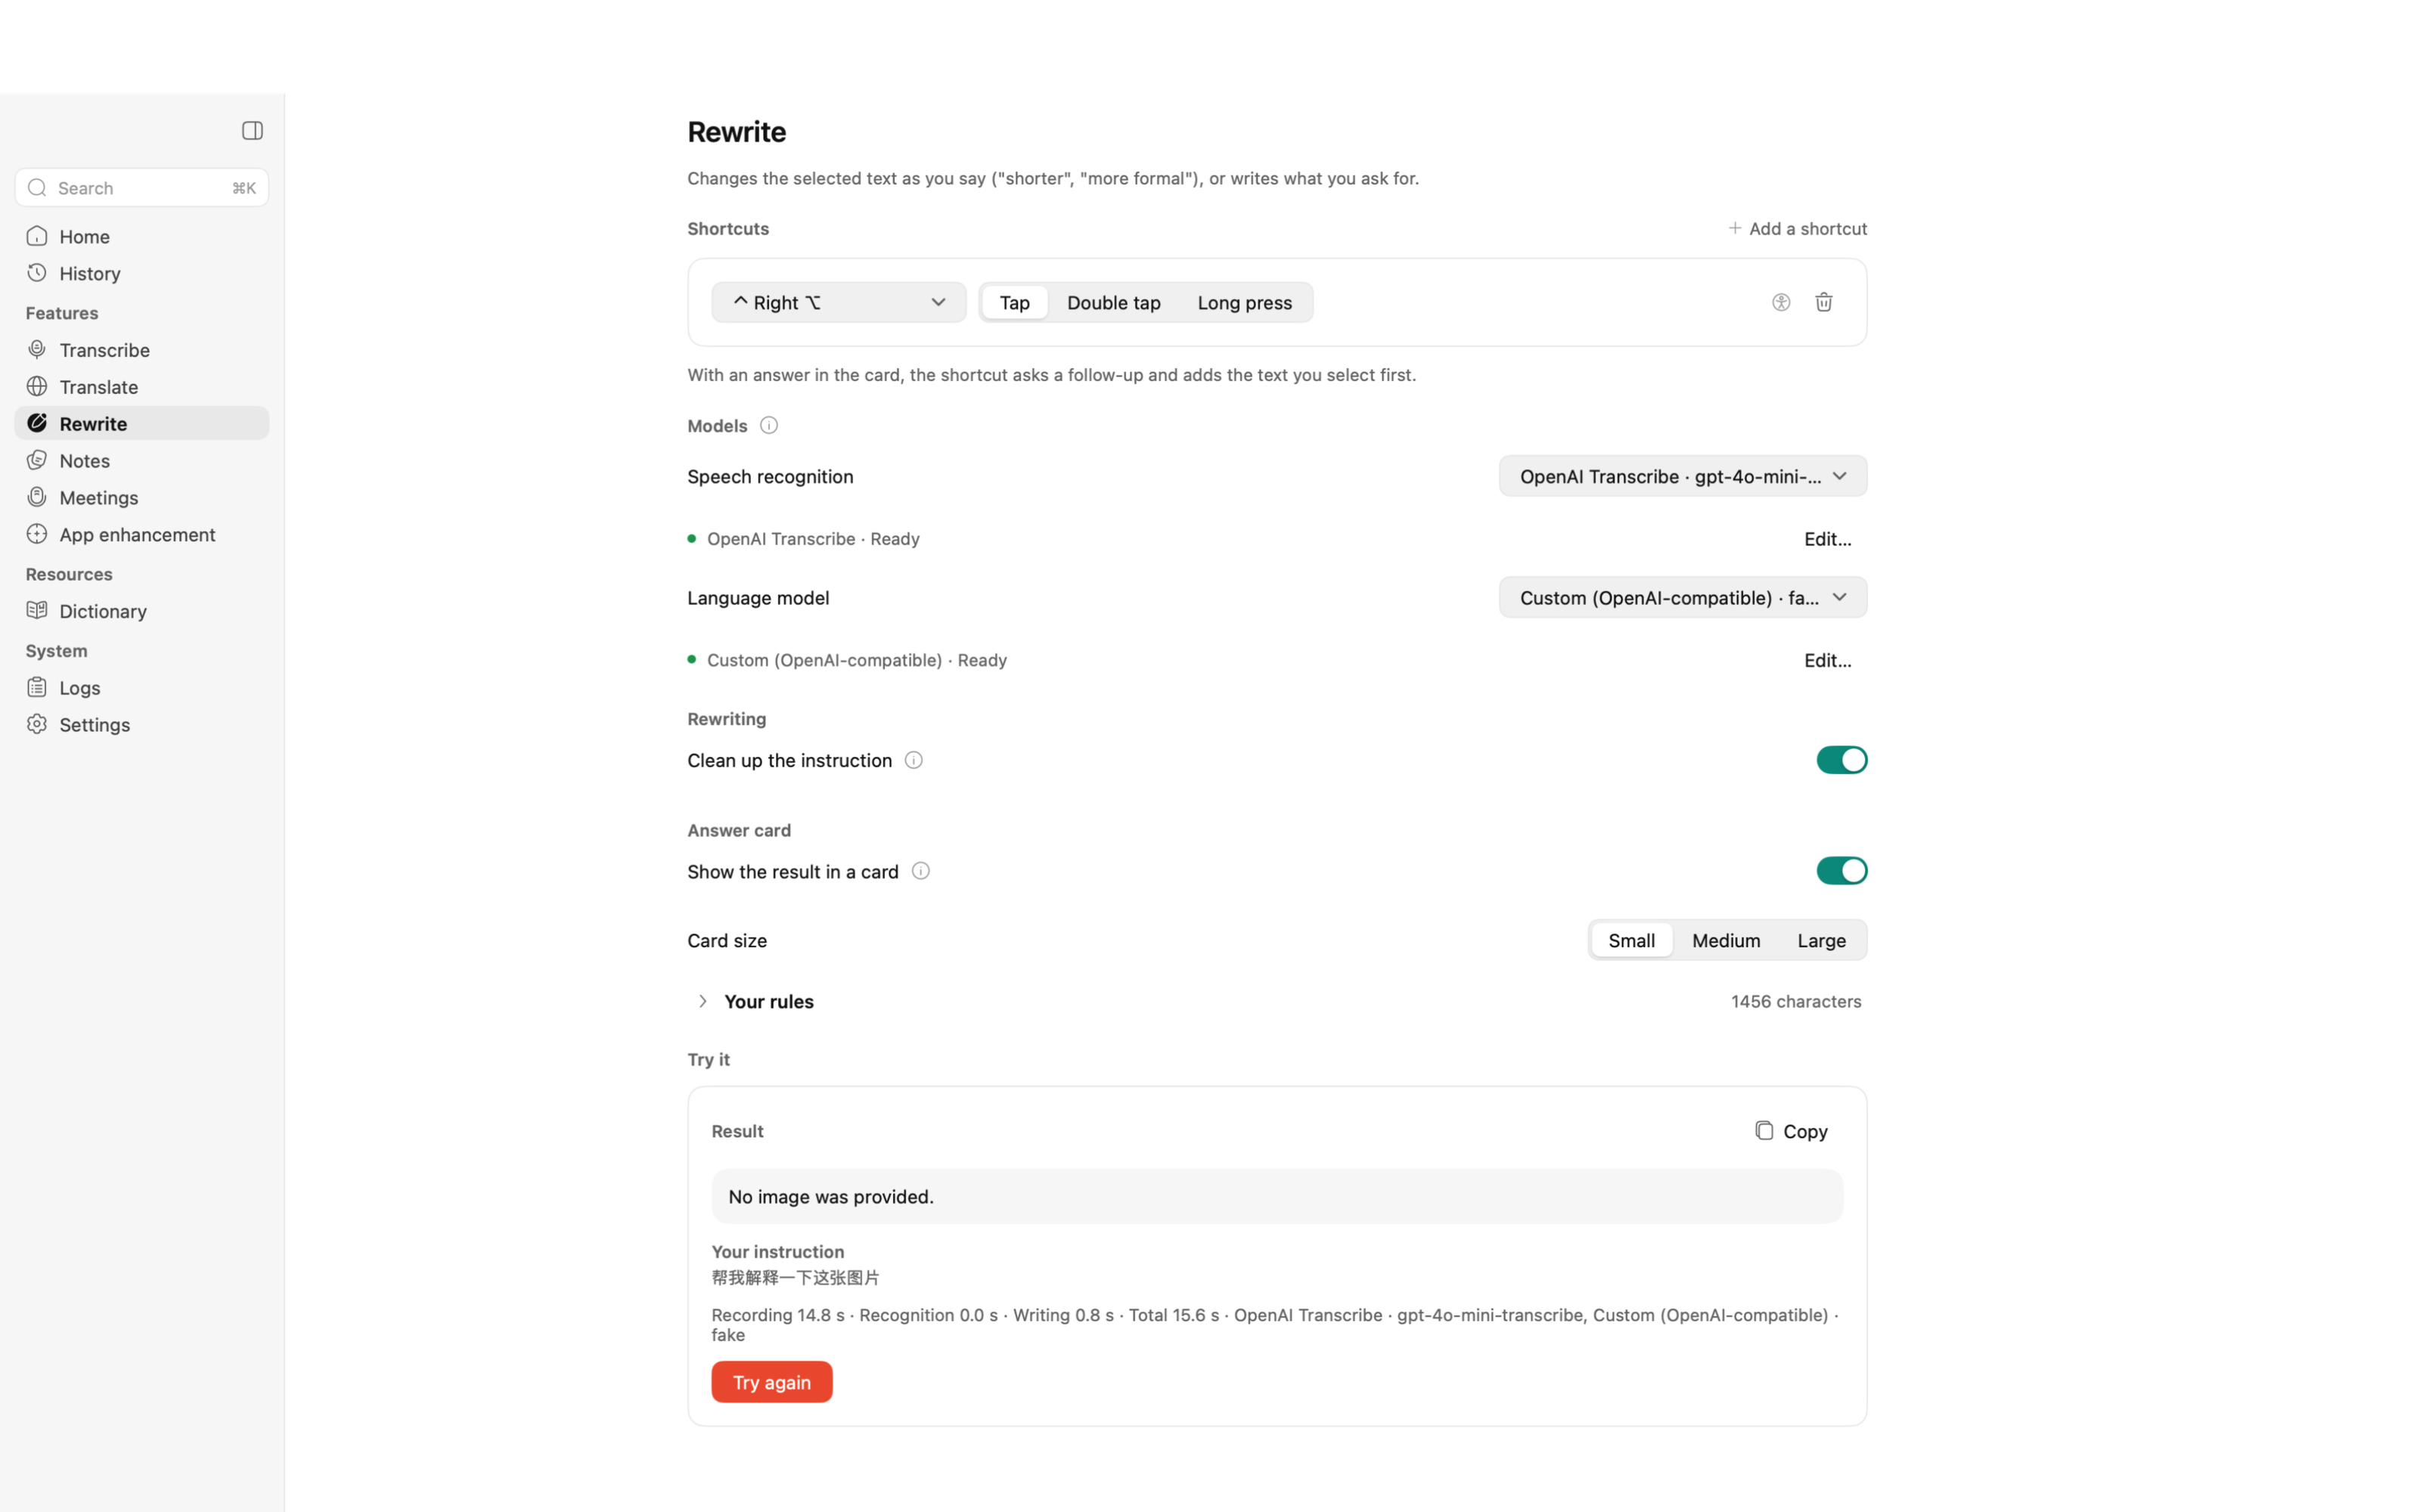 Search ⌘K
Home
History
Features
Transcribe
Translate
Rewrite
Notes
Meetings
App enhancement
Resources
Dictionary
System
Logs
Settings
Rewrite
Changes the selected text as you say ("shorter", "more formal"), or writes what you ask for.
Shortcuts
+ Add a shortcut
^ Right ⌥
Tap Double tap Long press
With an answer in the card, the shortcut asks a follow-up and adds the text you select first.
Models
Speech recognition
OpenAI Transcribe · gpt-4o-mini-...
OpenAI Transcribe · Ready
Edit...
Language model
Custom (OpenAI-compatible) · fa...
Custom (OpenAI-compatible) · Ready
Edit...
Rewriting
Clean up the instruction
Answer card
Show the result in a card
Card size
Small Medium Large
Your rules
1456 characters
Try it
Result
Copy
No image was provided.
Your instruction
帮我解释一下这张图片
Recording 14.8 s · Recognition 0.0 s · Writing 0.8 s · Total 15.6 s · OpenAI Transcribe · gpt-4o-mini-transcribe, Custom (OpenAI-compatible) ·
fake
Try again